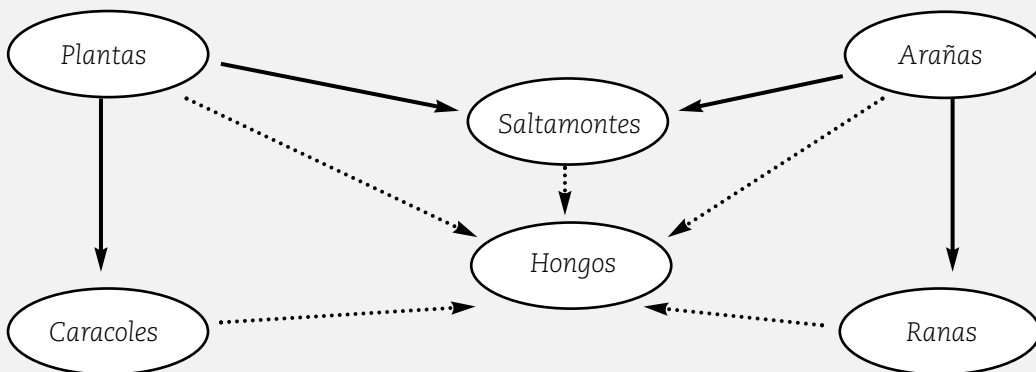 Plantas
Arañas
Saltamontes
Hongos
Caracoles
Ranas